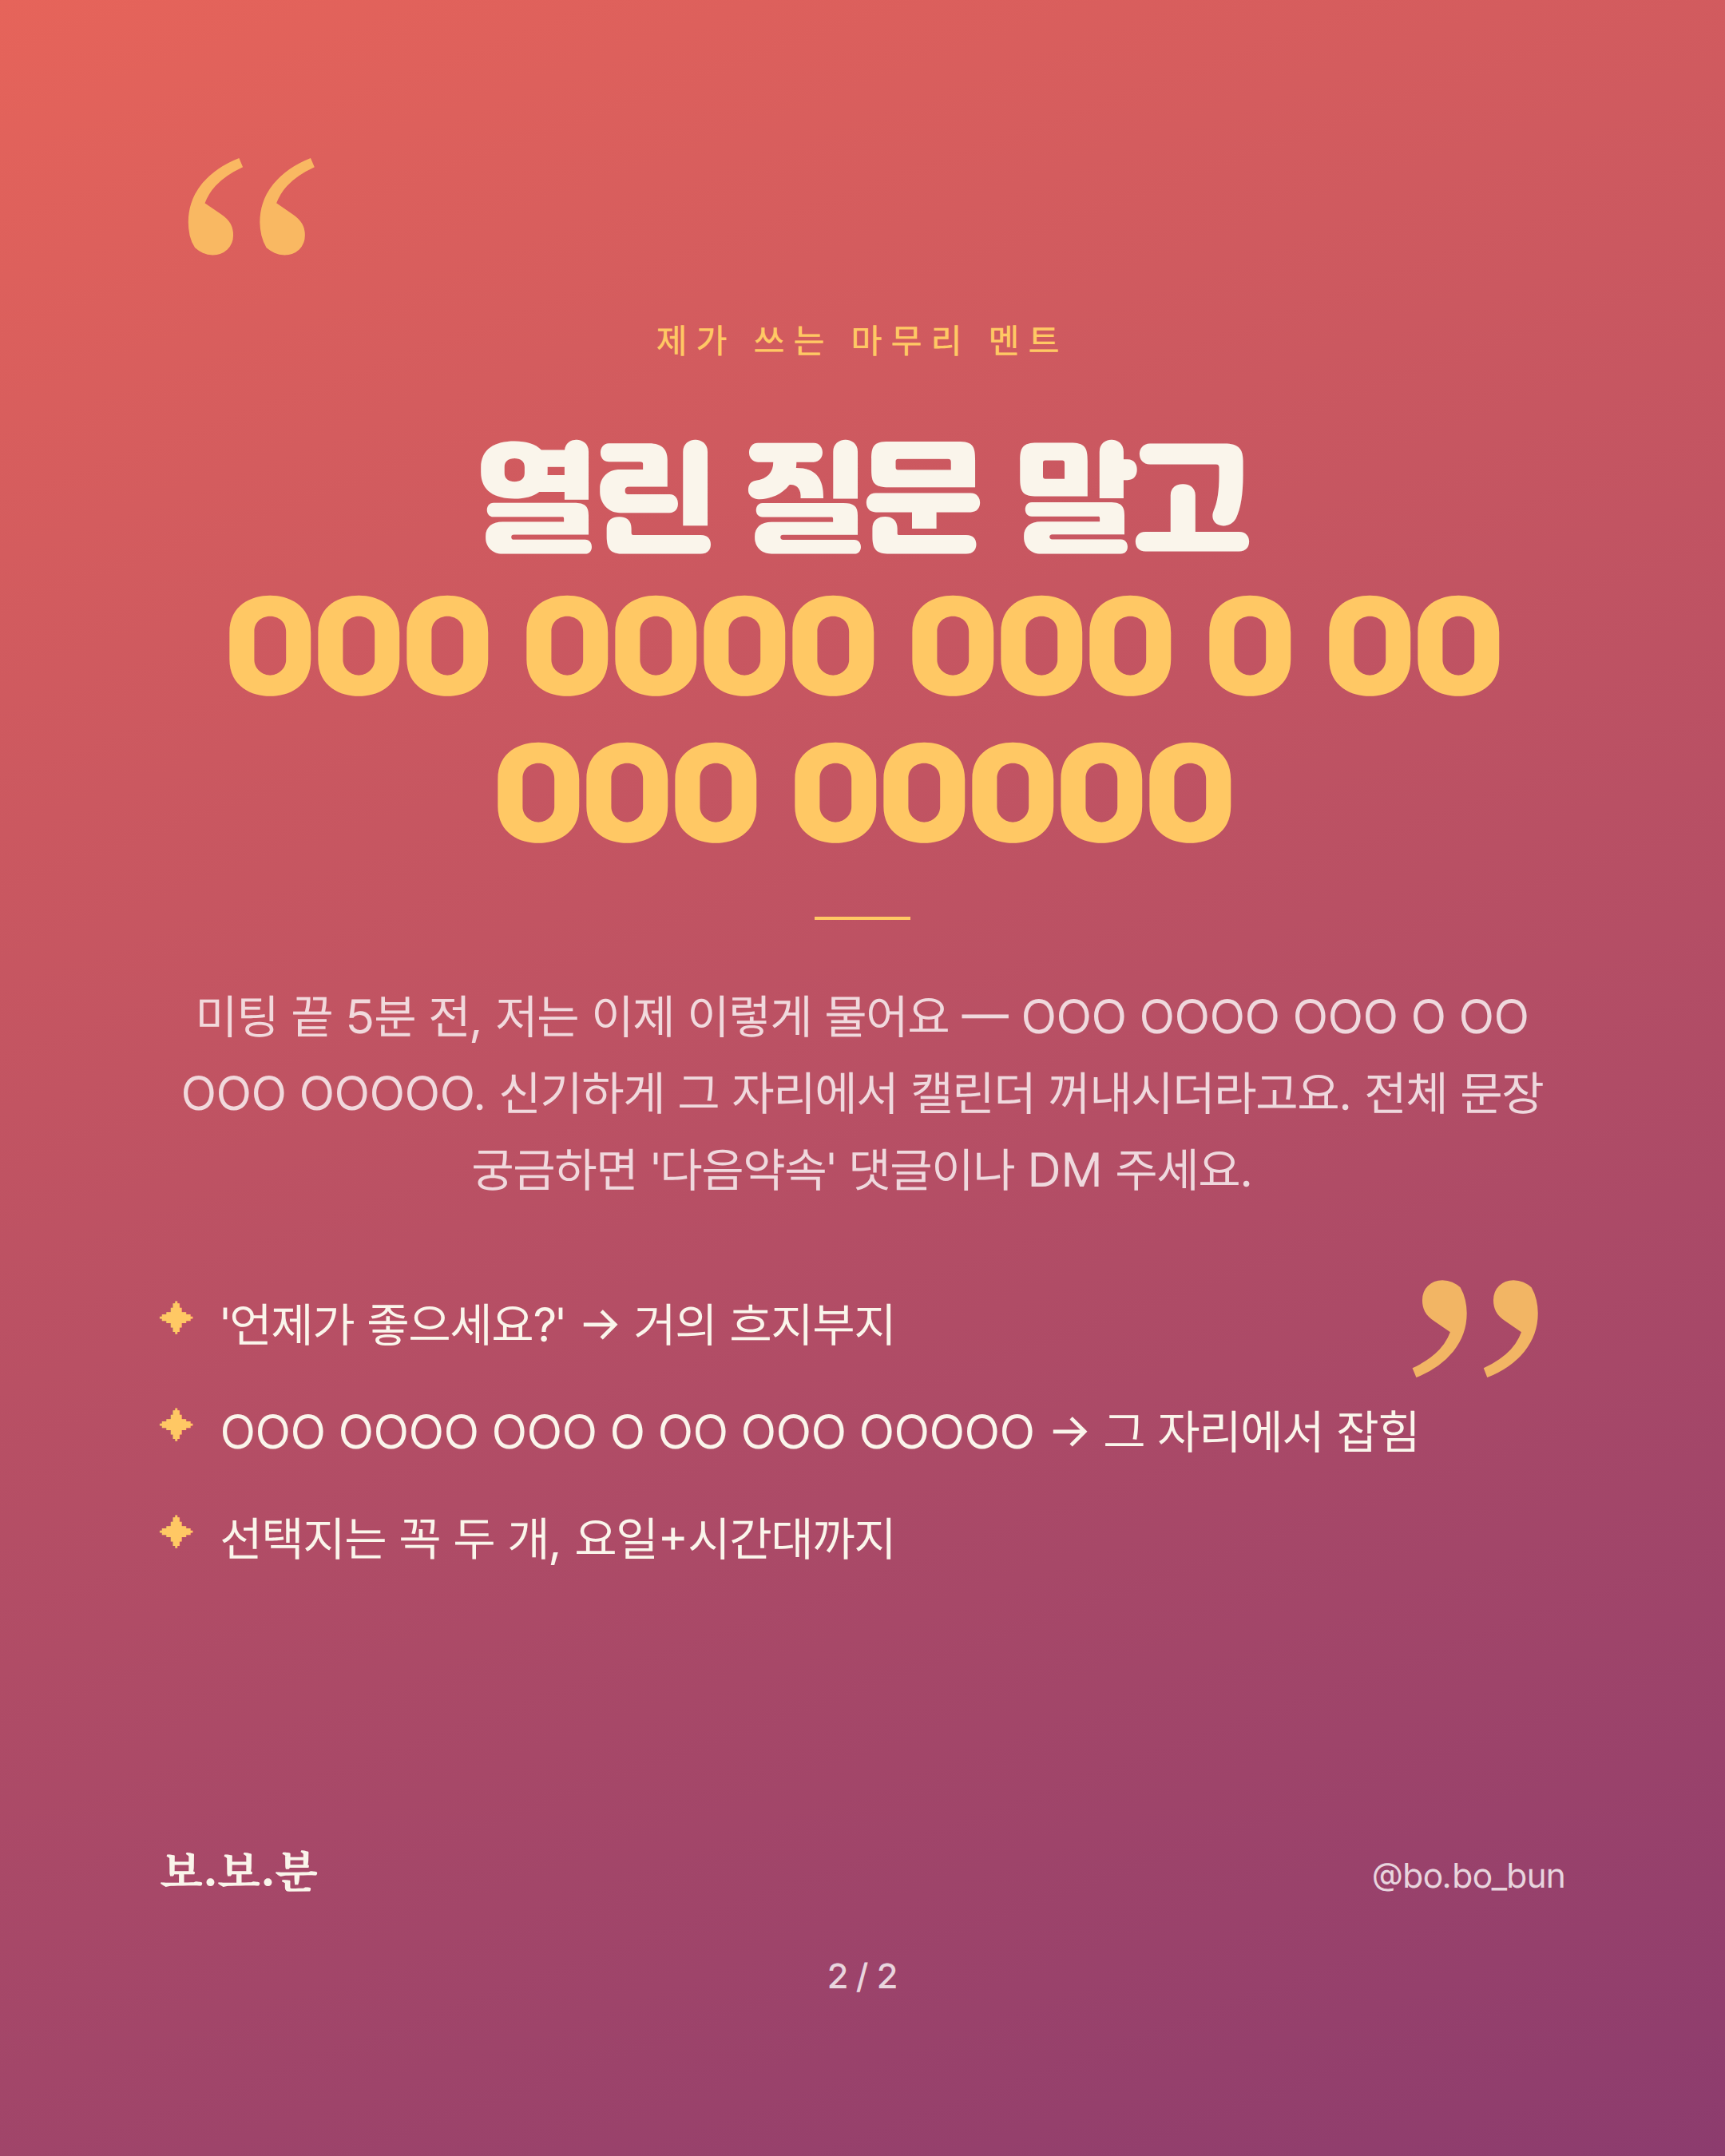 “
제가 쓰는 마무리 멘트
열린 질문 말고
OOO OOOO OOO O OO
OOO OOOOO
미팅 끝 5분 전, 저는 이제 이렇게 물어요 — OOO OOOO OOO O OO
OOO OOOOO. 신기하게 그 자리에서 캘린더 꺼내시더라고요. 전체 문장
궁금하면 '다음약속' 댓글이나 DM 주세요.
”
'언제가 좋으세요?' → 거의 흐지부지
OOO OOOO OOO O OO OOO OOOOO → 그 자리에서 잡힘
선택지는 꼭 두 개, 요일+시간대까지
보.보.분
@bo.bo_bun
2 / 2